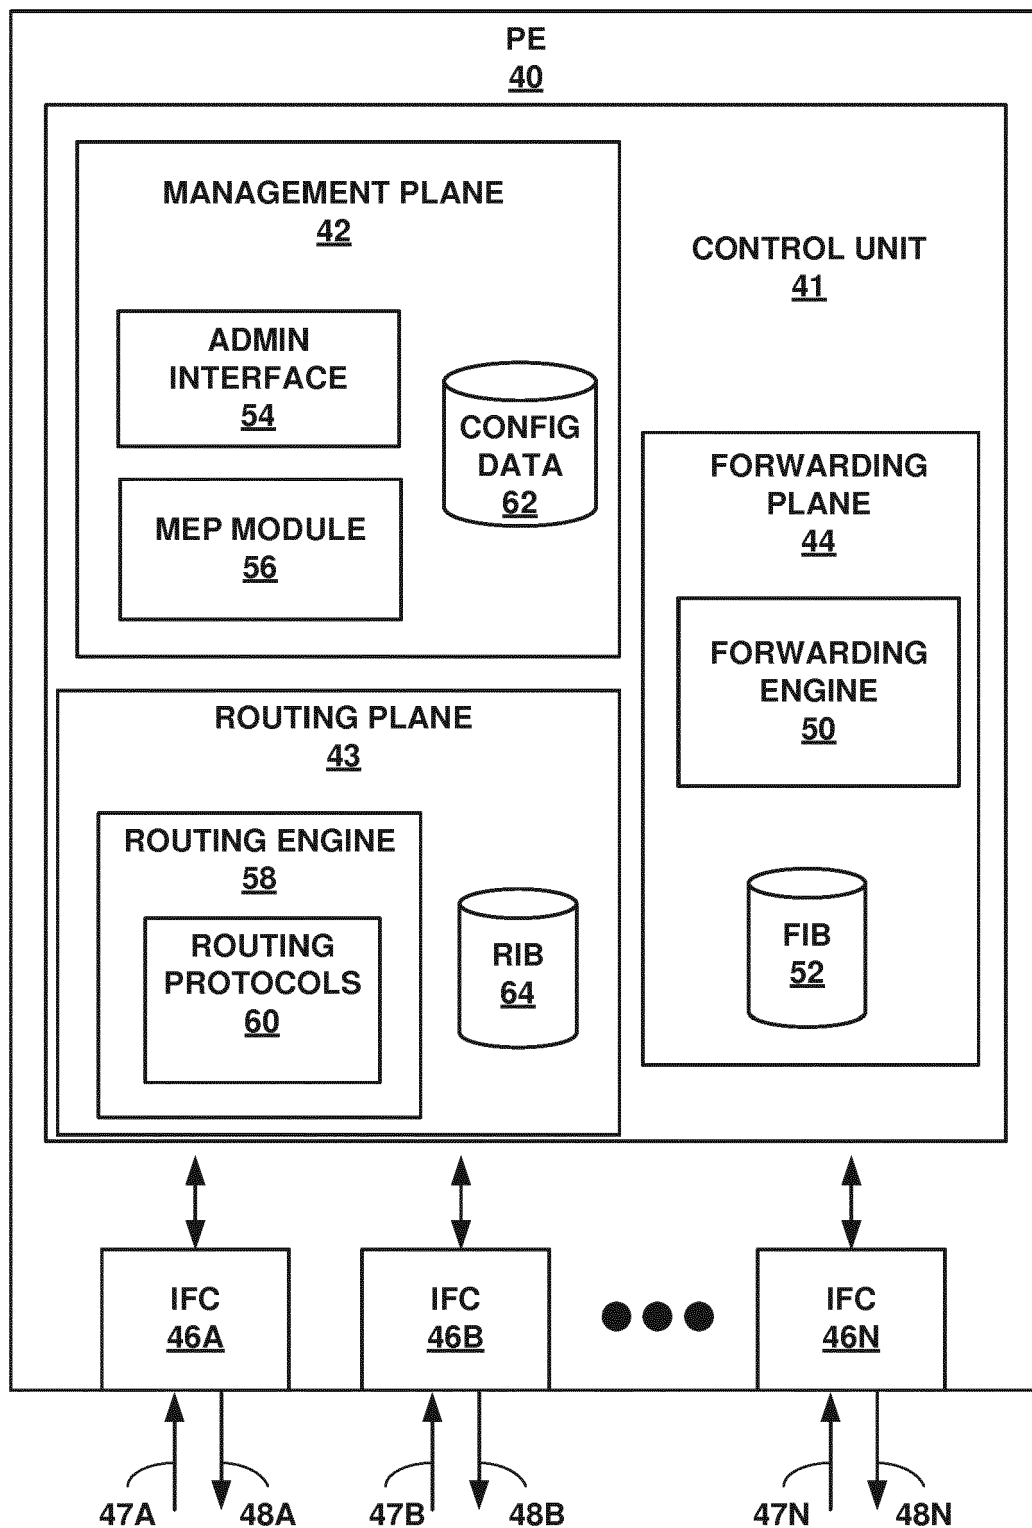 PE
40
MANAGEMENT PLANE
42
CONTROL UNIT
41
ADMIN
INTERFACE
54
CONFIG
DATA
62
MEP MODULE
56
FORWARDING
PLANE
44
FORWARDING
ENGINE
50
ROUTING PLANE
43
ROUTING ENGINE
58
ROUTING
PROTOCOLS
60
RIB
64
FIB
52
IFC
46A
IFC
46B
IFC
46N
47A
48A
47B
48B
47N
48N